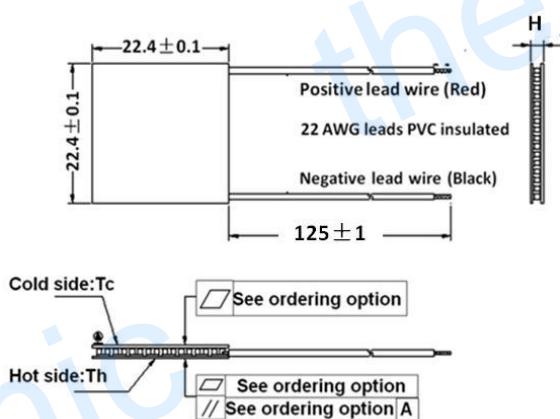 H
22.4±0.1
22.4±0.1
Positive lead wire (Red)
22 AWG leads PVC insulated
Negative lead wire (Black)
125±1
Cold side:Tc
See ordering option
Hot side:Th
See ordering option
// See ordering option A
the
nic